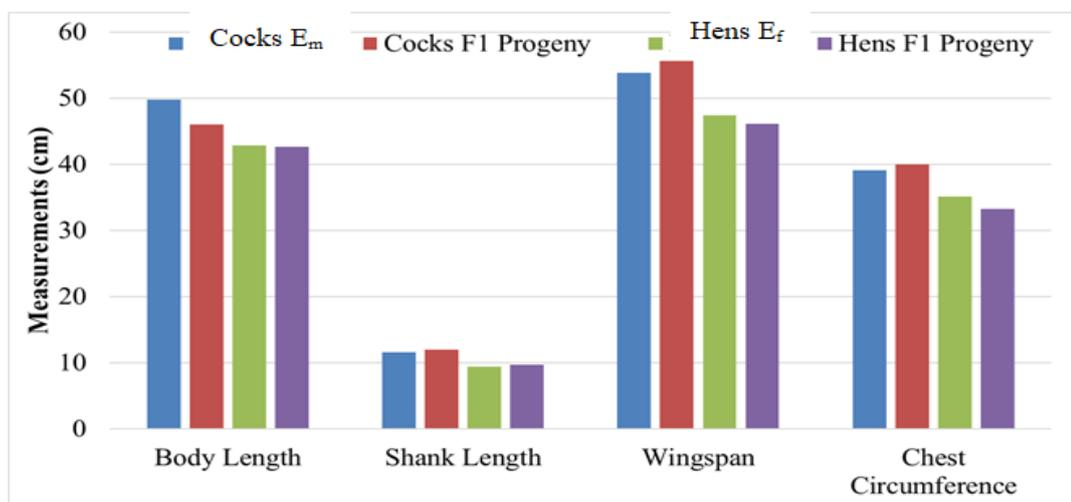 60
Cocks Em
Cocks F1 Progeny
Hens Ef
Hens F1 Progeny
50
40
30
20
10
0
Measurements (cm)
Body Length
Shank Length
Wingspan
Chest
Circumference